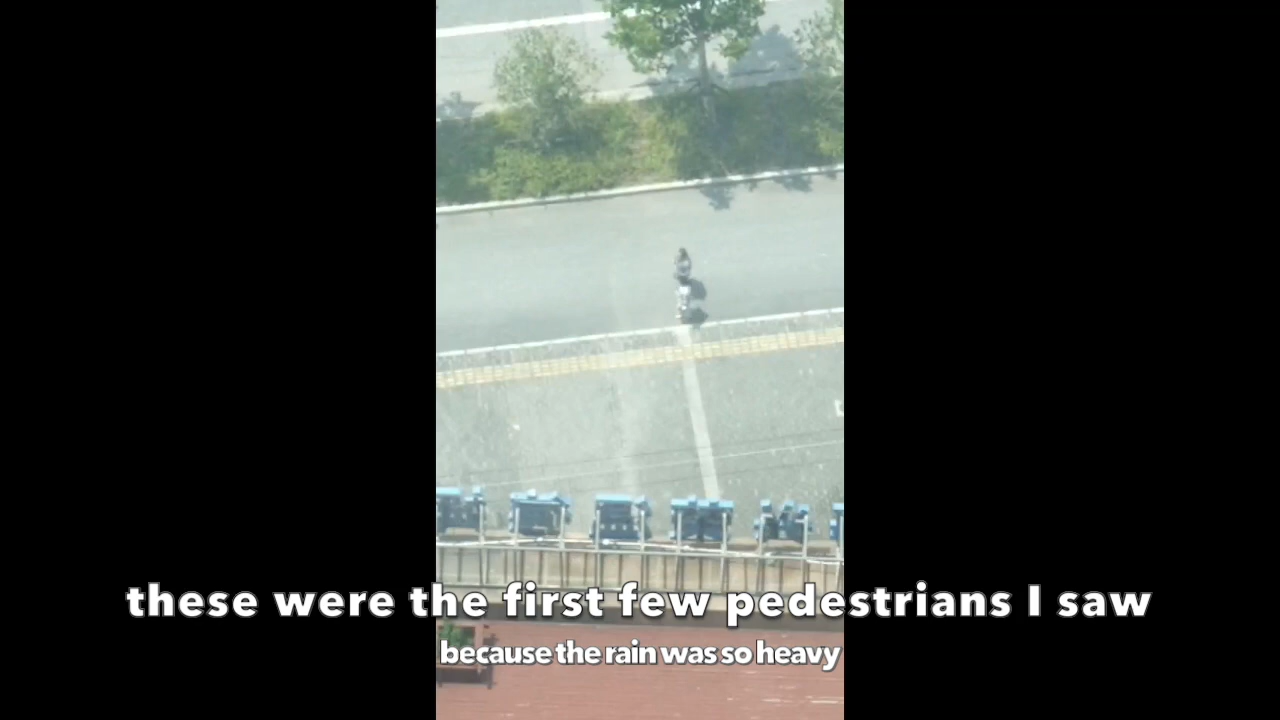 these were the first few pedestrians I saw
because the rain was so heavy